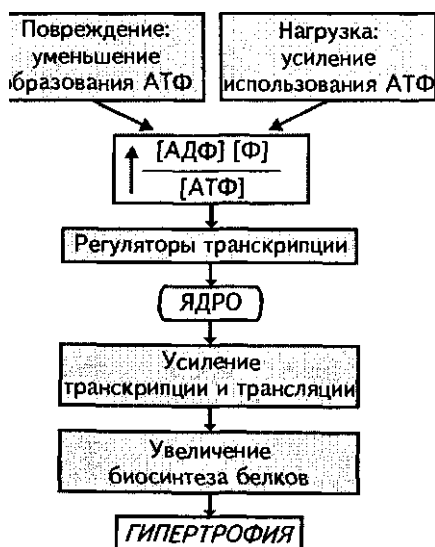 Повреждение:
уменьшение
образования АТФ
Нагрузка:
усиление
использования АТФ
[АДФ] [Ф]
[АТФ]
Регуляторы транскрипции
ЯДРО
Усиление
транскрипции и трансляции
Увеличение
биосинтеза белков
ГИПЕРТРОФИЯ